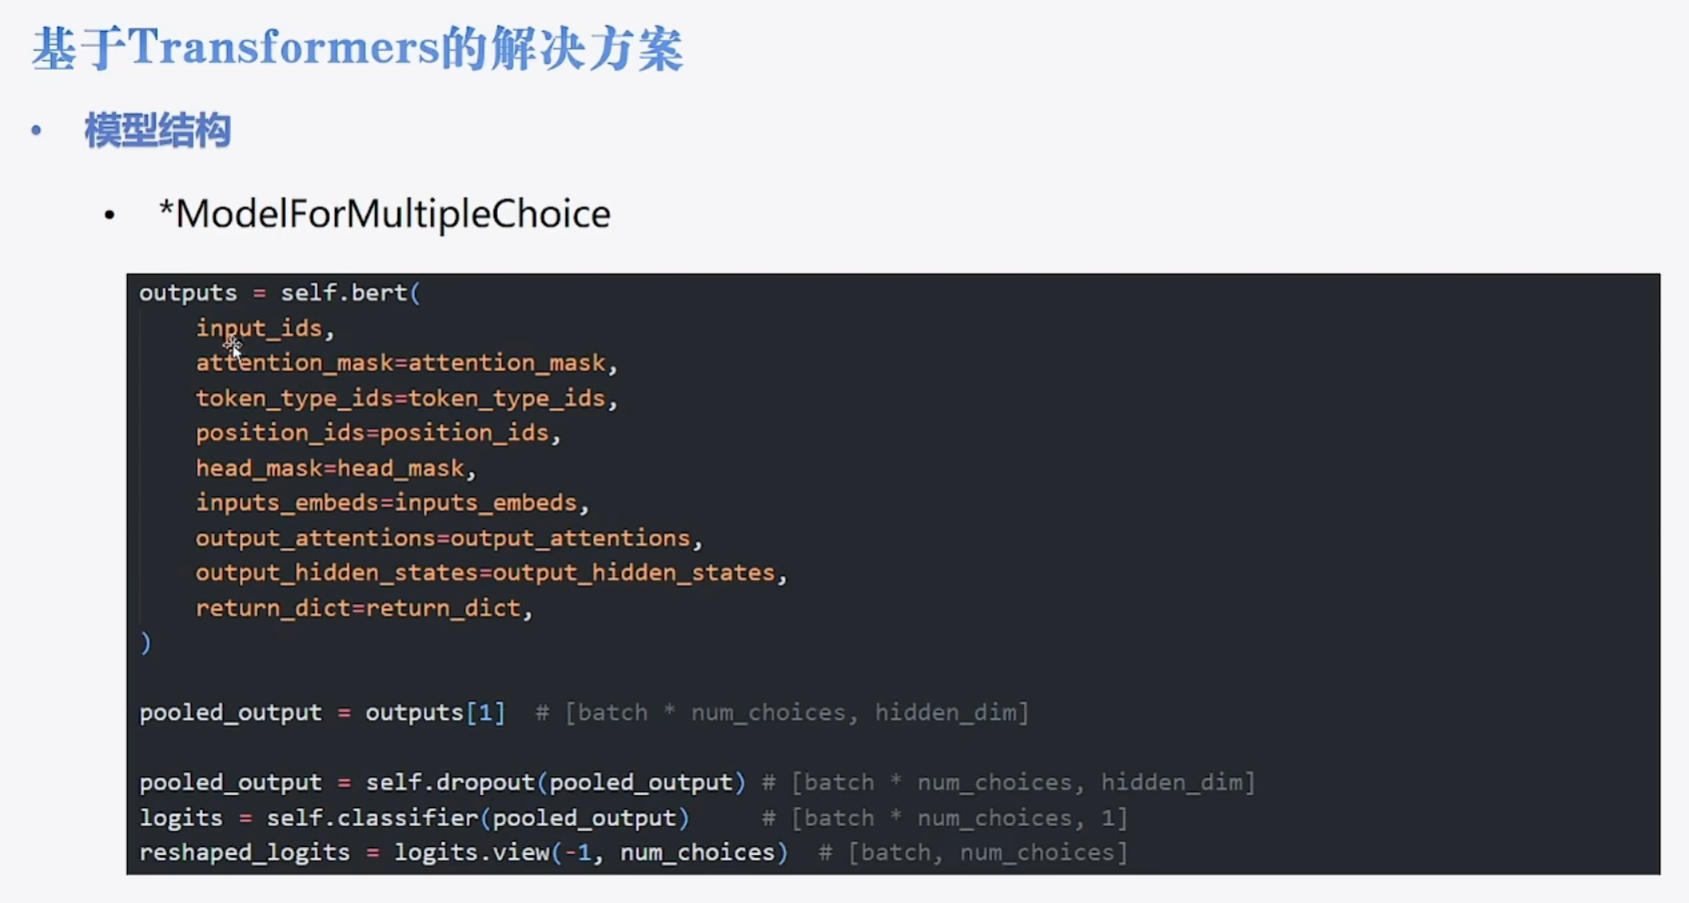 基于Transformers的解决方案
• 模型结构
• *ModelForMultipleChoice
outputs = self.bert(
    input_ids,
    attention_mask=attention_mask,
    token_type_ids=token_type_ids,
    position_ids=position_ids,
    head_mask=head_mask,
    inputs_embeds=inputs_embeds,
    output_attentions=output_attentions,
    output_hidden_states=output_hidden_states,
    return_dict=return_dict,
)
pooled_output = outputs[1]  # [batch * num_choices, hidden_dim]
pooled_output = self.dropout(pooled_output) # [batch * num_choices, hidden_dim]
logits = self.classifier(pooled_output)     # [batch * num_choices, 1]
reshaped_logits = logits.view(-1, num_choices)  # [batch, num_choices]